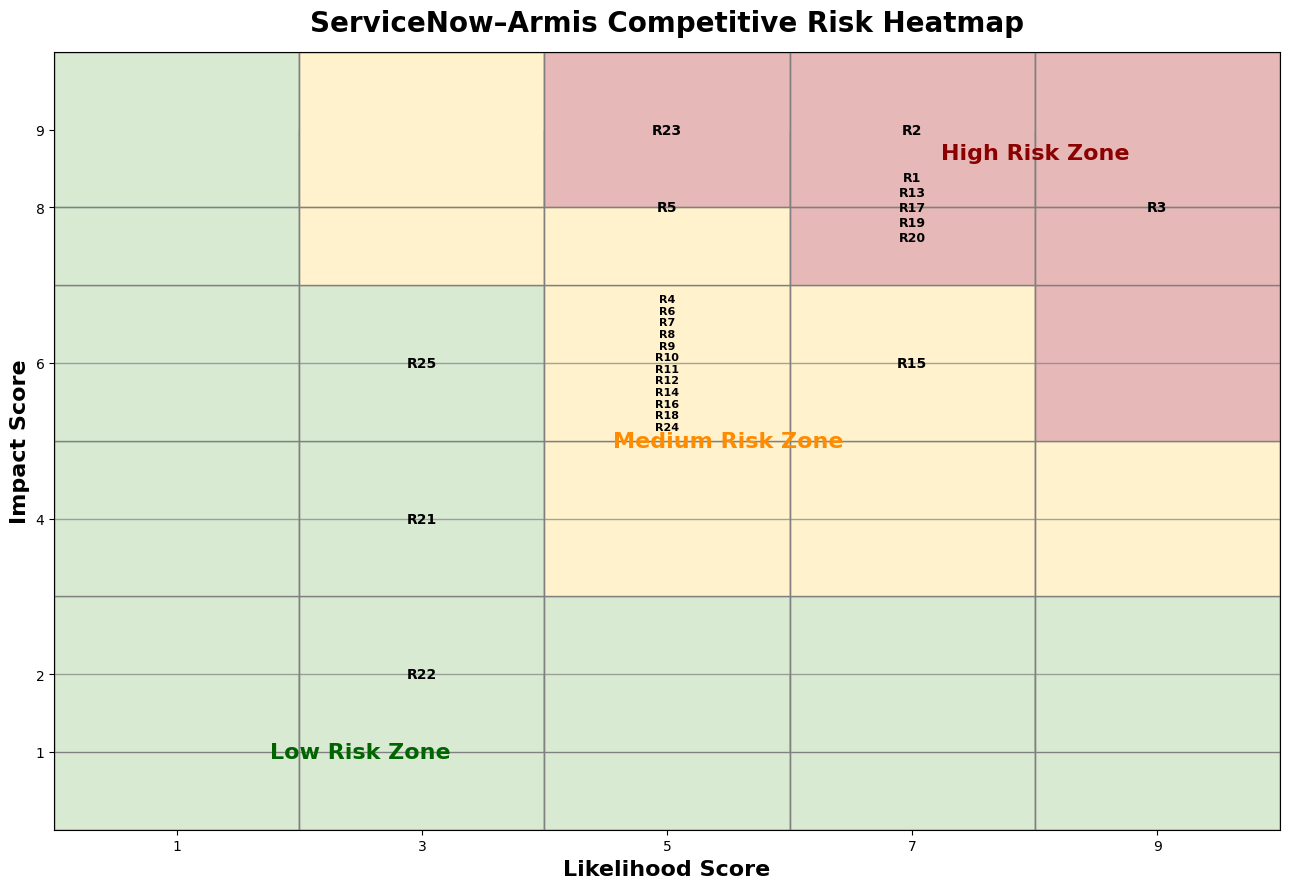 ServiceNow–Armis Competitive Risk Heatmap
Impact Score
9
R23
R2
High Risk Zone
R1
R13
8
R5
R17
R3
R19
R20
R4
R6
R7
R8
R9
R10
6
R25
R15
R11
R12
R14
R16
R18
R24
Medium Risk Zone
4
R21
2
R22
1
Low Risk Zone
1
3
5
7
9
Likelihood Score